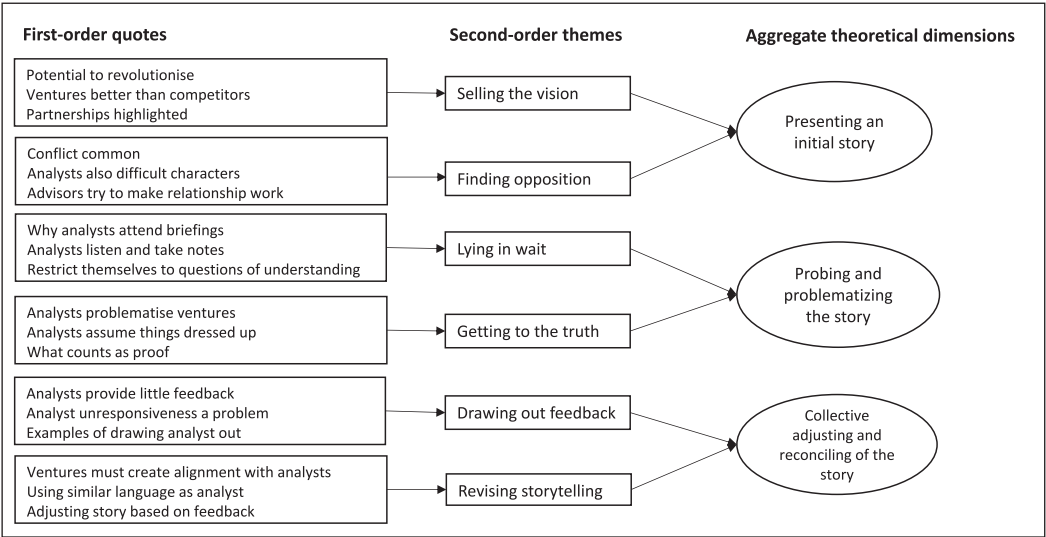 First-order quotes
Second-order themes
Aggregate theoretical dimensions
Potential to revolutionise
Ventures better than competitors
Partnerships highlighted
Selling the vision
Presenting an
initial story
Conflict common
Analysts also difficult characters
Advisors try to make relationship work
Finding opposition
Why analysts attend briefings
Analysts listen and take notes
Restrict themselves to questions of understanding
Lying in wait
Probing and
problematizing
the story
Analysts problematise ventures
Analysts assume things dressed up
What counts as proof
Getting to the truth
Analysts provide little feedback
Analyst unresponsiveness a problem
Examples of drawing analyst out
Drawing out feedback
Collective
adjusting and
reconciling of the
story
Ventures must create alignment with analysts
Using similar language as analyst
Adjusting story based on feedback
Revising storytelling